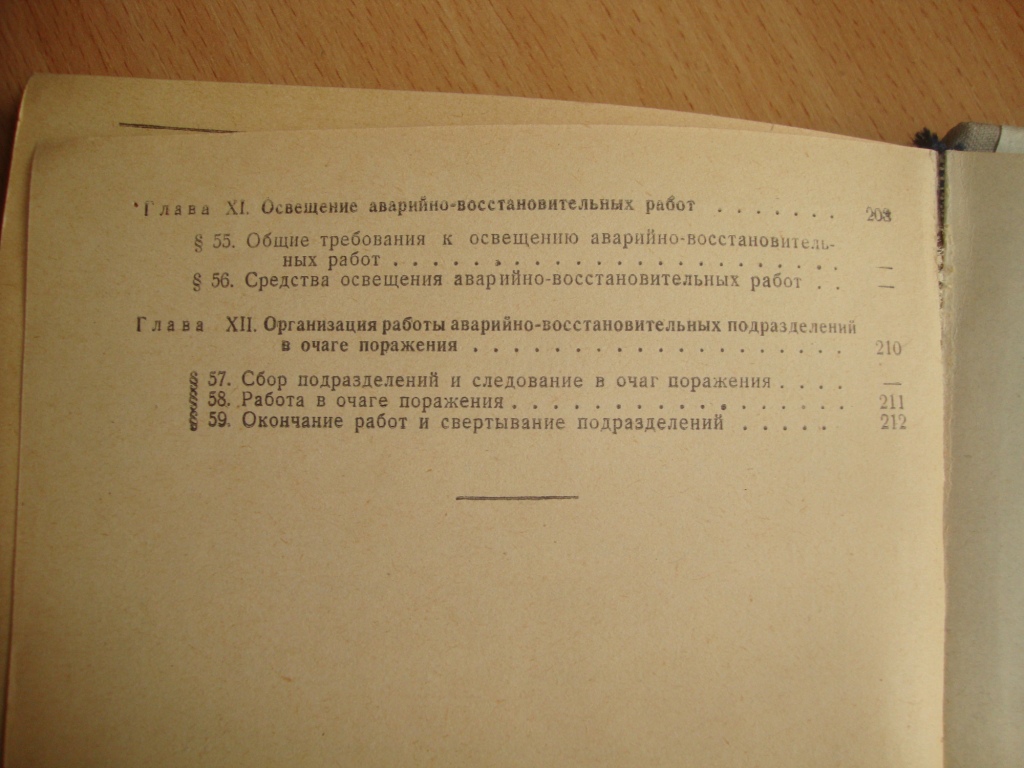 Глава XI. Освещение аварийно-восстановительных работ . . . . . . . 203
§ 55. Общие требования к освещению аварийно-восстановитель-
ных работ . . . . . . . . . . . . . . . . . . . . . . —
§ 56. Средства освещения аварийно-восстановительных работ . . —
Глава XII. Организация работы аварийно-восстановительных подразделений
в очаге поражения . . . . . . . . . . . . . . . . . . 210
§ 57. Сбор подразделений и следование в очаг поражения . . . . —
§ 58. Работа в очаге поражения . . . . . . . . . . . . . . . . 211
§ 59. Окончание работ и свертывание подразделений . . . . . 212